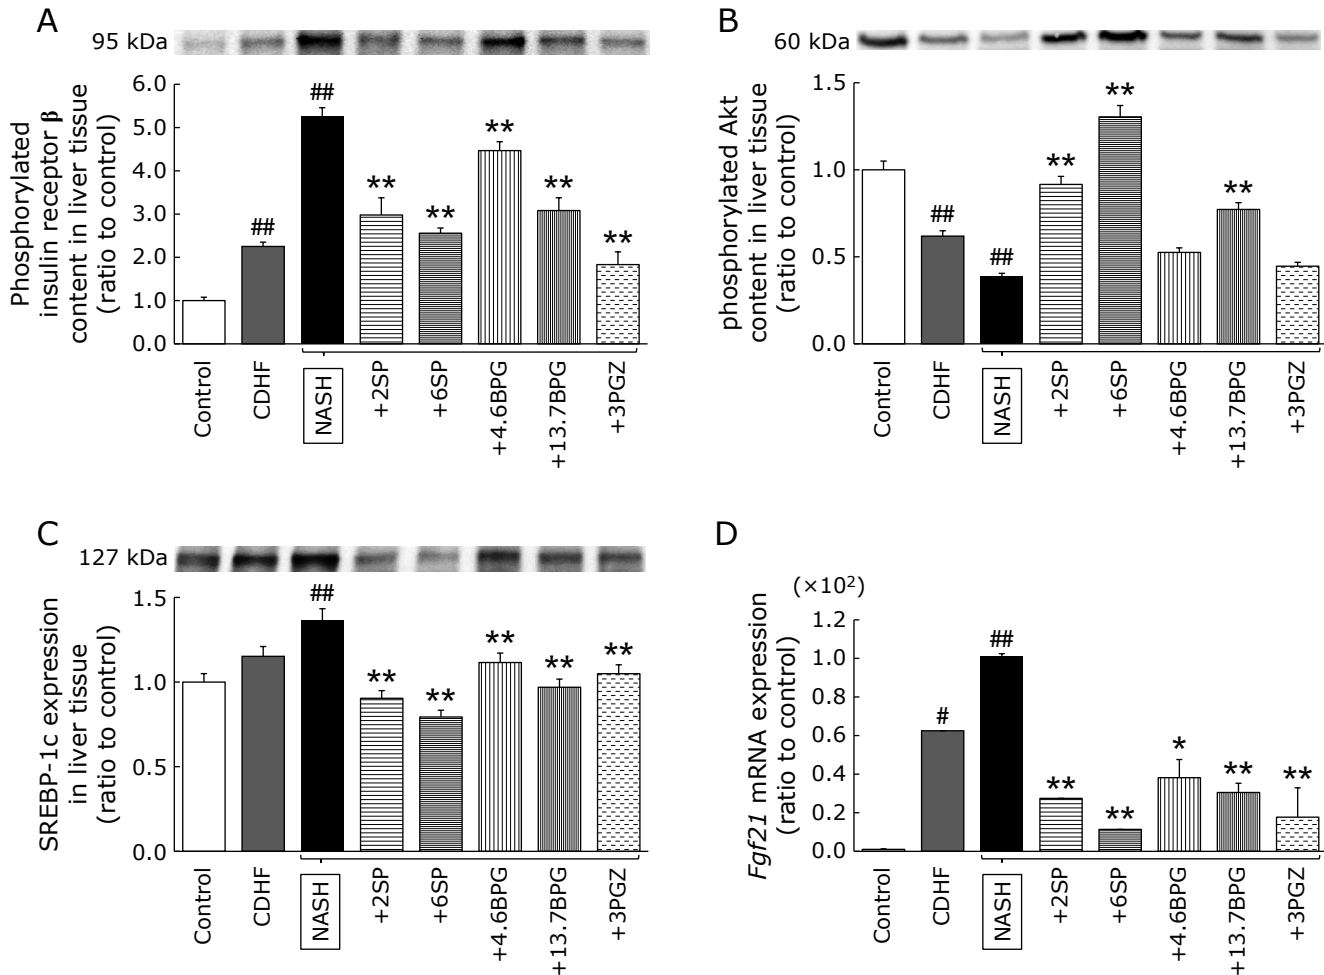 A
95 kDa
Phosphorylated
insulin receptor β
content in liver tissue
(ratio to control)
6.0
5.0
4.0
3.0
2.0
1.0
0.0
##
##
**
**
**
**
**
Control
CDHF
NASH
+2SP
+6SP
+4.6BPG
+13.7BPG
+3PGZ
B
60 kDa
phosphorylated Akt
content in liver tissue
(ratio to control)
1.5
1.0
0.5
0.0
##
##
**
**
**
Control
CDHF
NASH
+2SP
+6SP
+4.6BPG
+13.7BPG
+3PGZ
C
127 kDa
SREBP-1c expression
in liver tissue
(ratio to control)
1.5
1.0
0.5
0.0
##
**
**
**
**
**
Control
CDHF
NASH
+2SP
+6SP
+4.6BPG
+13.7BPG
+3PGZ
D
(×10²)
Fgf21 mRNA expression
(ratio to control)
1.2
1.0
0.8
0.6
0.4
0.2
0.0
#
##
**
**
*
**
**
Control
CDHF
NASH
+2SP
+6SP
+4.6BPG
+13.7BPG
+3PGZ